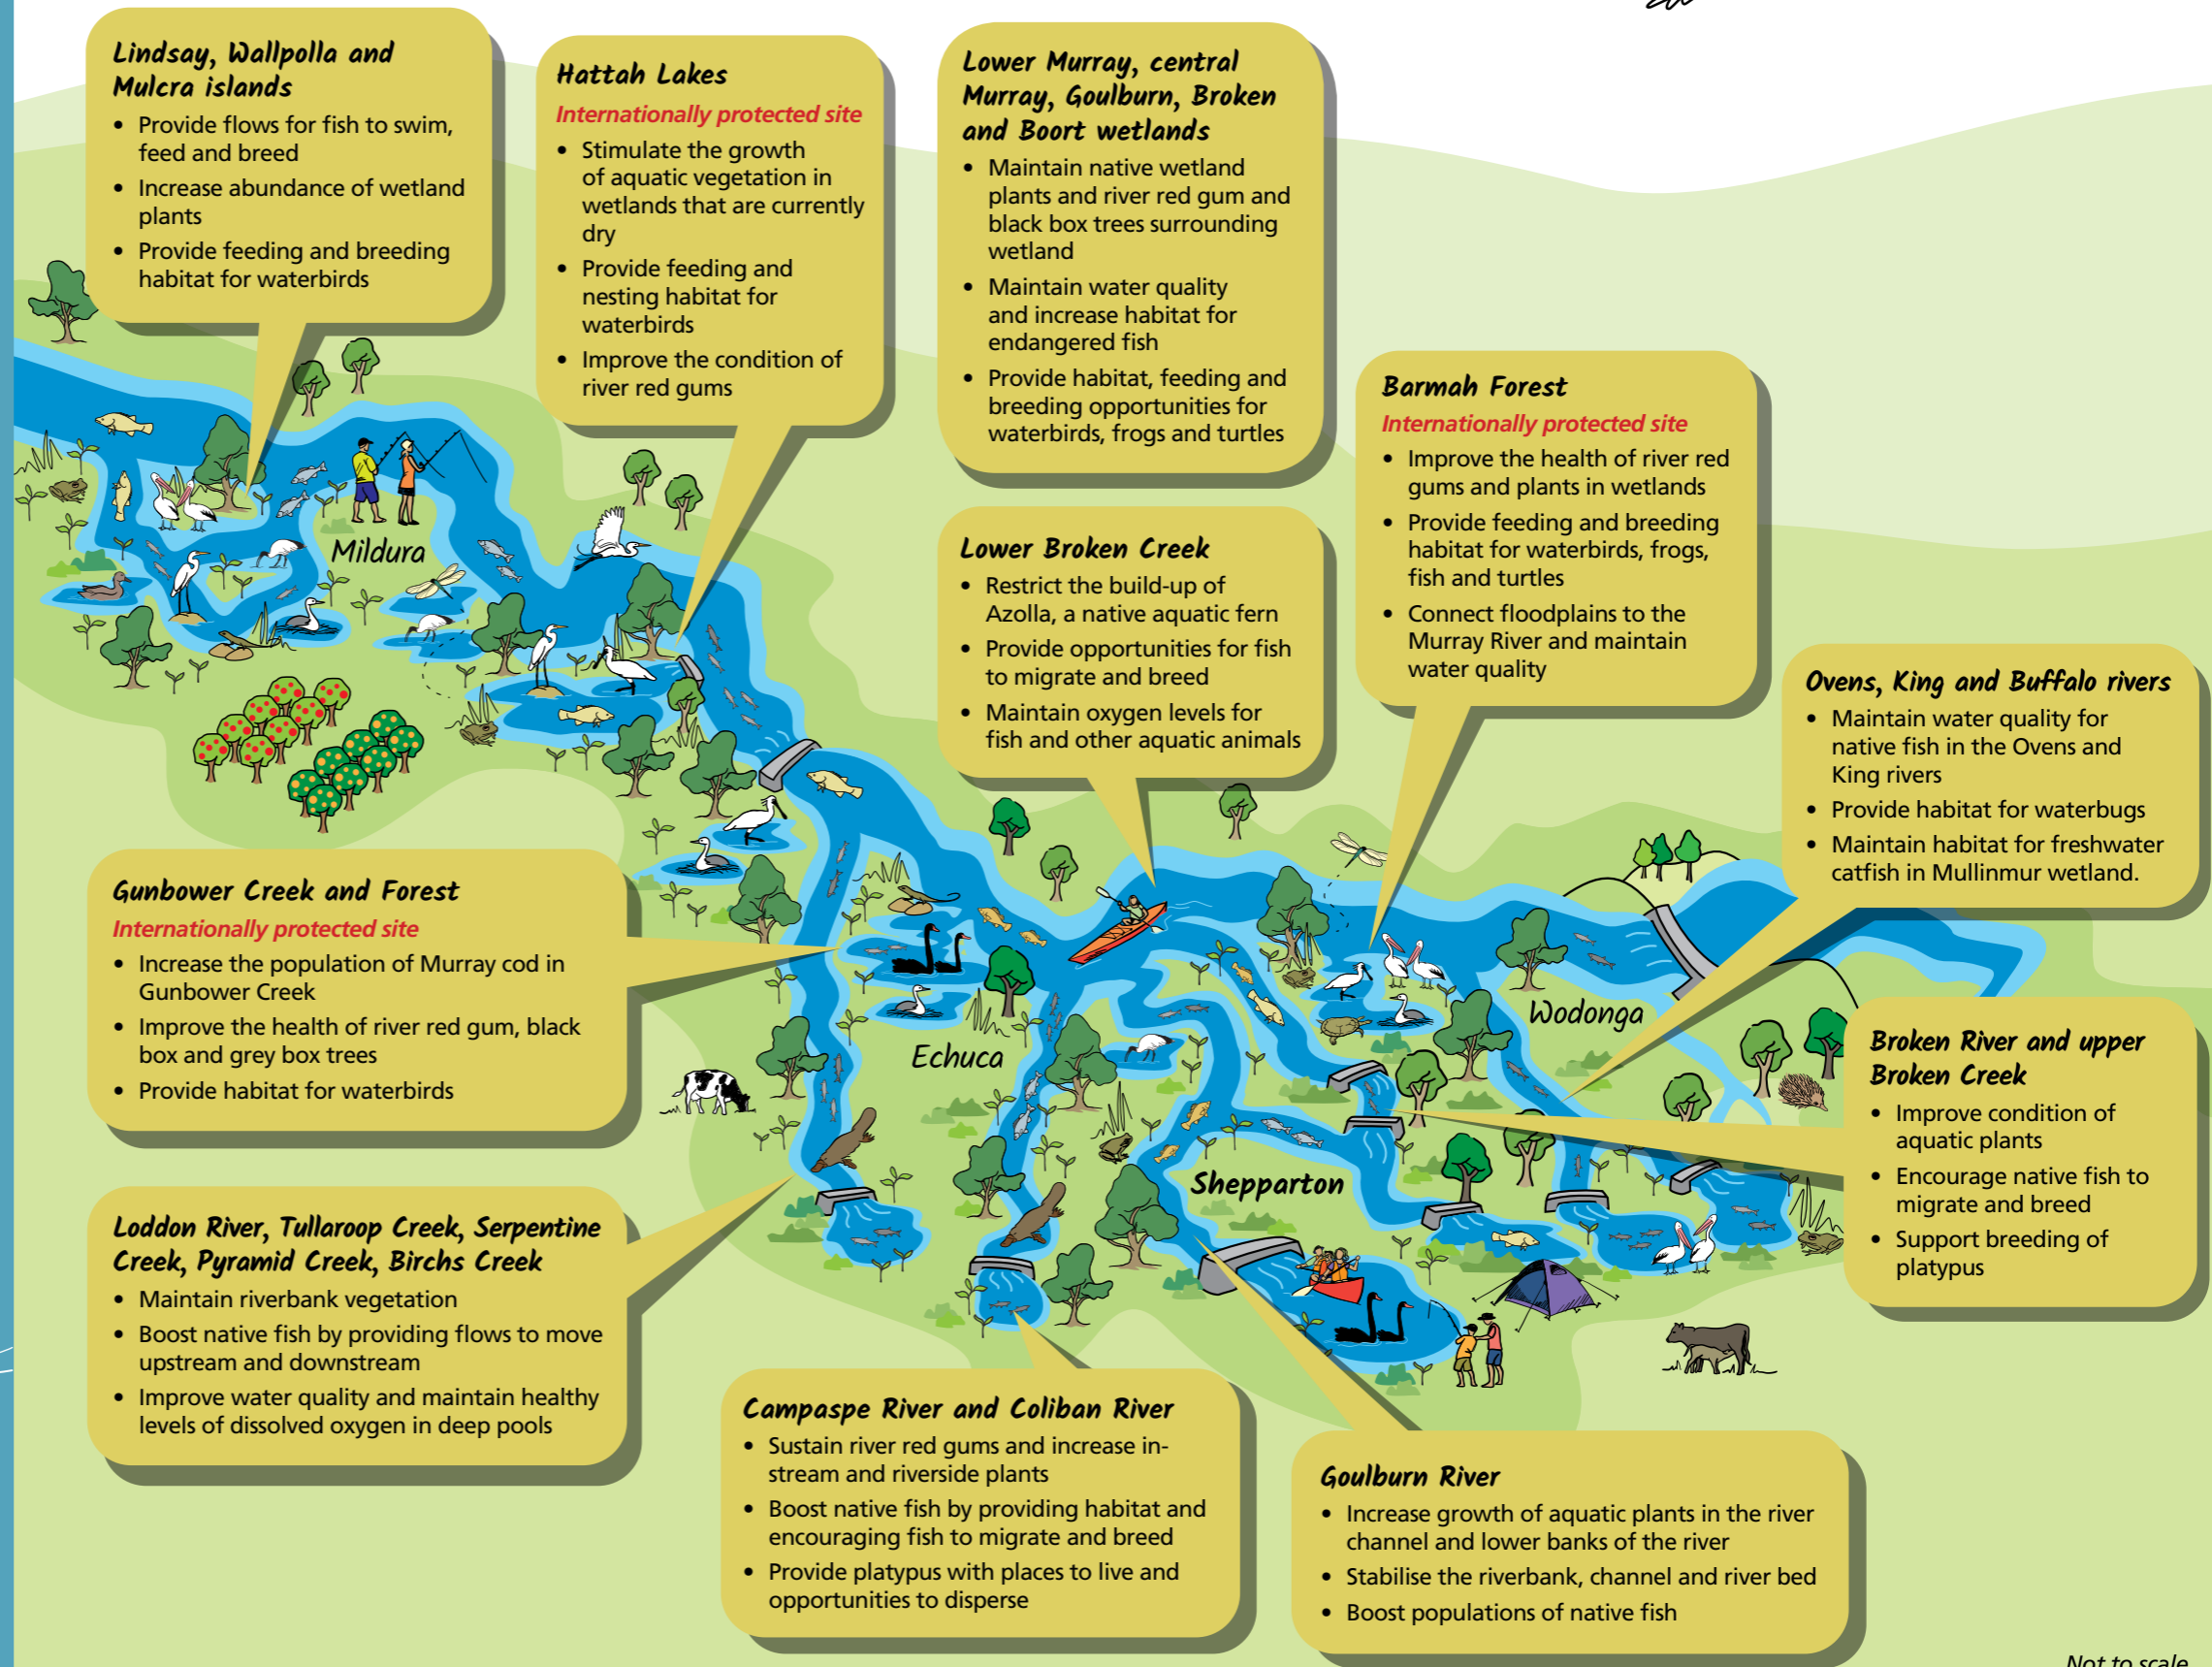 Lindsay, Wallpolla and
Mulcra islands
• Provide flows for fish to swim,
feed and breed
• Increase abundance of wetland
plants
• Provide feeding and breeding
habitat for waterbirds
Hattah Lakes
Internationally protected site
• Stimulate the growth
of aquatic vegetation in
wetlands that are currently
dry
• Provide feeding and
nesting habitat for
waterbirds
• Improve the condition of
river red gums
Lower Murray, central
Murray, Goulburn, Broken
and Boort wetlands
• Maintain native wetland
plants and river red gum and
black box trees surrounding
wetland
• Maintain water quality
and increase habitat for
endangered fish
• Provide habitat, feeding and
breeding opportunities for
waterbirds, frogs and turtles
Barmah Forest
Internationally protected site
• Improve the health of river red
gums and plants in wetlands
• Provide feeding and breeding
habitat for waterbirds, frogs,
fish and turtles
• Connect floodplains to the
Murray River and maintain
water quality
Lower Broken Creek
• Restrict the build-up of
Azolla, a native aquatic fern
• Provide opportunities for fish
to migrate and breed
• Maintain oxygen levels for
fish and other aquatic animals
Ovens, King and Buffalo rivers
• Maintain water quality for
native fish in the Ovens and
King rivers
• Provide habitat for waterbugs
• Maintain habitat for freshwater
catfish in Mullinmur wetland.
Mildura
Gunbower Creek and Forest
Internationally protected site
• Increase the population of Murray cod in
Gunbower Creek
• Improve the health of river red gum, black
box and grey box trees
• Provide habitat for waterbirds
Echuca
Wodonga
Shepparton
Broken River and upper
Broken Creek
• Improve condition of
aquatic plants
• Encourage native fish to
migrate and breed
• Support breeding of
platypus
Loddon River, Tullaroop Creek, Serpentine
Creek, Pyramid Creek, Birchs Creek
• Maintain riverbank vegetation
• Boost native fish by providing flows to move
upstream and downstream
• Improve water quality and maintain healthy
levels of dissolved oxygen in deep pools
Campaspe River and Coliban River
• Sustain river red gums and increase in-
stream and riverside plants
• Boost native fish by providing habitat and
encouraging fish to migrate and breed
• Provide platypus with places to live and
opportunities to disperse
Goulburn River
• Increase growth of aquatic plants in the river
channel and lower banks of the river
• Stabilise the riverbank, channel and river bed
• Boost populations of native fish
Not to scale